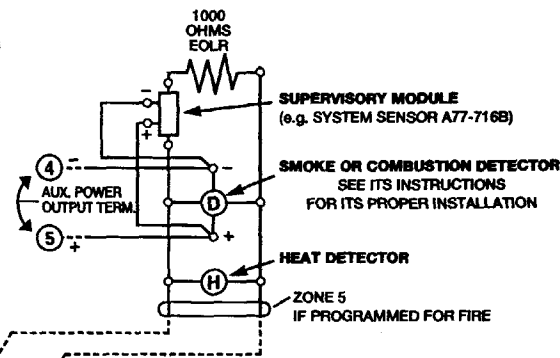 1000
OHMS
EOLR
−
+
SUPERVISORY MODULE
(e.g. SYSTEM SENSOR A77-716B)
4 −
−
SMOKE OR COMBUSTION DETECTOR
SEE ITS INSTRUCTIONS
FOR ITS PROPER INSTALLATION
AUX. POWER
OUTPUT TERM.
D
5 +
+
HEAT DETECTOR
H
ZONE 5
IF PROGRAMMED FOR FIRE